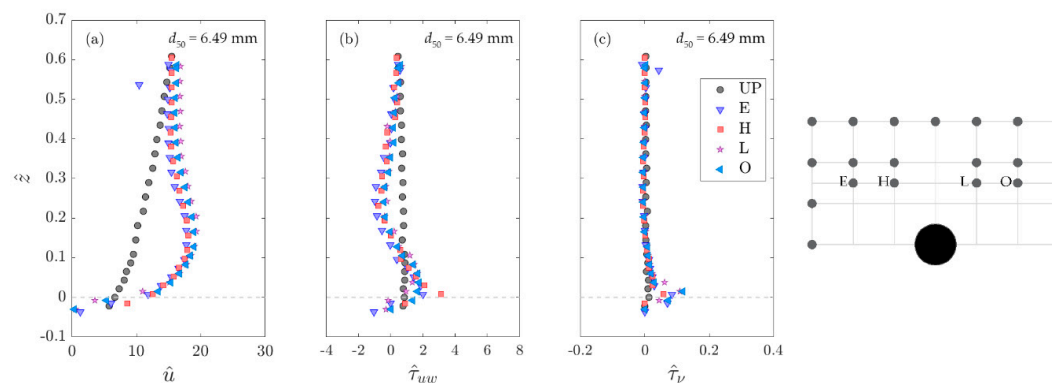 0.7
0.6
0.5
0.4
0.3
0.2
0.1
0
-0.1
ẑ
(a) d50 = 6.49 mm
0 10 20 30
û
(b) d50 = 6.49 mm
-4 -2 0 2 4 6 8
τ̂uw
(c) d50 = 6.49 mm
UP
E
H
L
O
-0.2 0 0.2 0.4
τ̂ν
E H L O